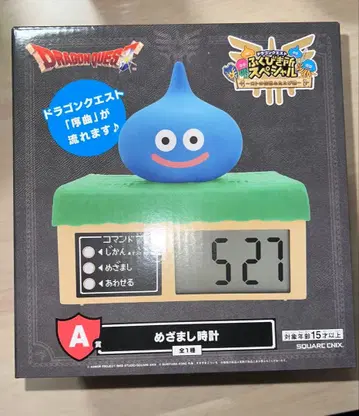 DRAGON QUEST
ドラゴンクエスト
ふくびき所
スペシャル
ドラゴンクエスト
「序曲」が
流れます♪
コマンド
しかん
めざまし
あわせる
527
A賞
めざまし時計
全1種
対象年齢15才以上
SQUARE ENIX